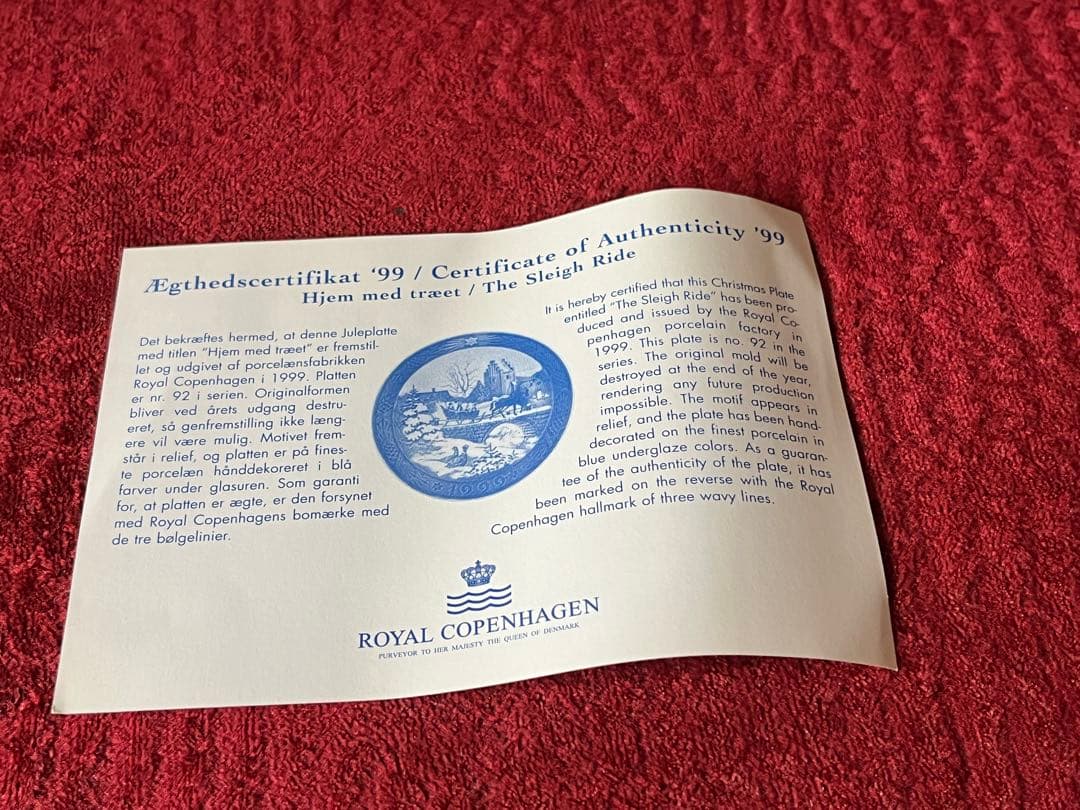 Ægthedscertifikat ‘99 / Certificate of Authenticity ’99
Hjem med træet / The Sleigh Ride
Det bekræftes hermed, at denne Juleplatte
med titlen ”Hjem med træet” er fremstil-
let og udgivet af porcelænsfabrikken
Royal Copenhagen i 1999. Platten
er nr. 92 i serien. Originalformen
bliver ved årets udgang destru-
eret, så genfremstilling ikke læng-
ere vil være mulig. Motivet frem-
står i relief, og platten er på fines-
te porcelæn hånddekoreret i blå
farver under glasuren. Som garanti
for, at platten er ægte, er den forsynet
med Royal Copenhagens bomærke med
de tre bølgelinier.
It is hereby certified that this Christmas Plate
entitled ”The Sleigh Ride” has been pro-
duced and issued by the Royal Co-
penhagen porcelain factory in
1999. This plate is no. 92 in the
series. The original mold will be
destroyed at the end of the year,
rendering any future production
impossible. The motif appears in
relief, and the plate has been hand-
decorated on the finest porcelain in
blue underglaze colors. As a guaran-
tee of the authenticity of the plate, it has
been marked on the reverse with the Royal
Copenhagen hallmark of three wavy lines.
1999
ROYAL COPENHAGEN
PURVEYOR TO HER MAJESTY THE QUEEN OF DENMARK